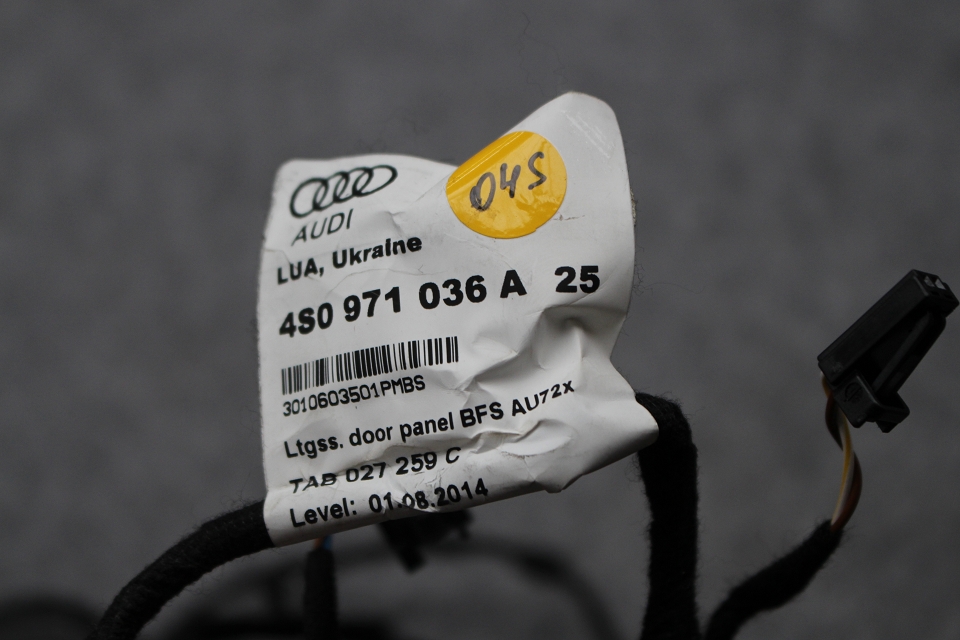 04S
AUDI
LUA, Ukraine
4S0 971 036 A 25
3010603501PMBS
Ltgss. door panel BFS AU72x
TAB 027 259 C
Level: 01.08.2014